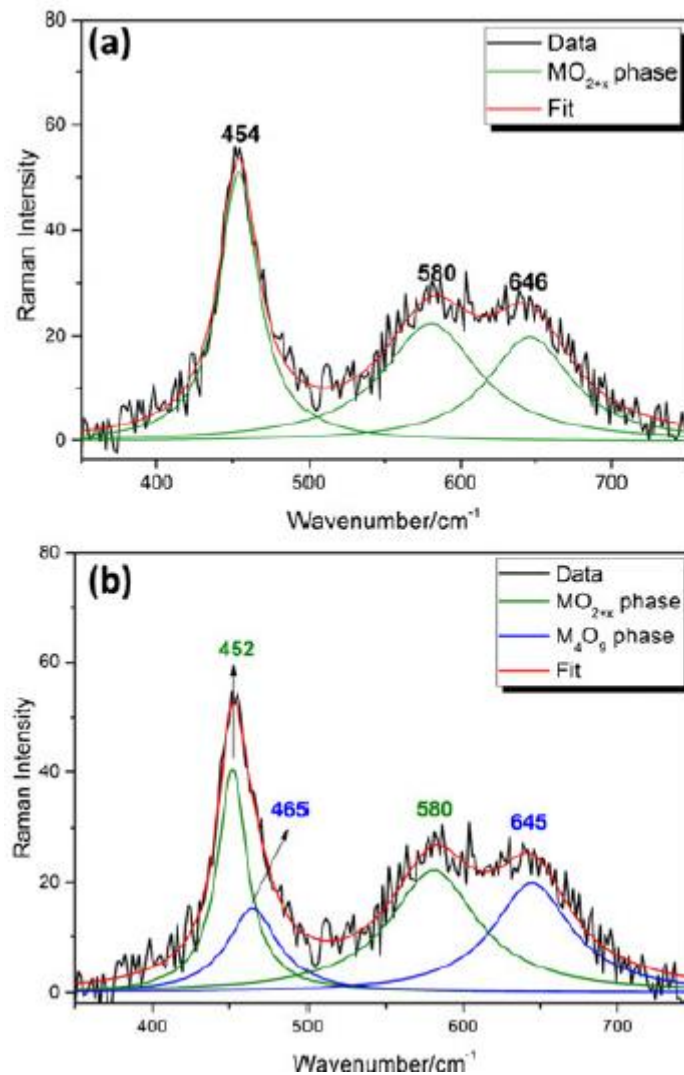 (a)
Data
MO2+x phase
Fit
454
580
646
80
60
40
20
0
Raman Intensity
400
500
600
700
Wavenumber/cm-1
(b)
Data
MO2+x phase
M4O9 phase
Fit
452
465
580
645
80
60
40
20
0
Raman Intensity
400
500
600
700
Wavenumber/cm-1